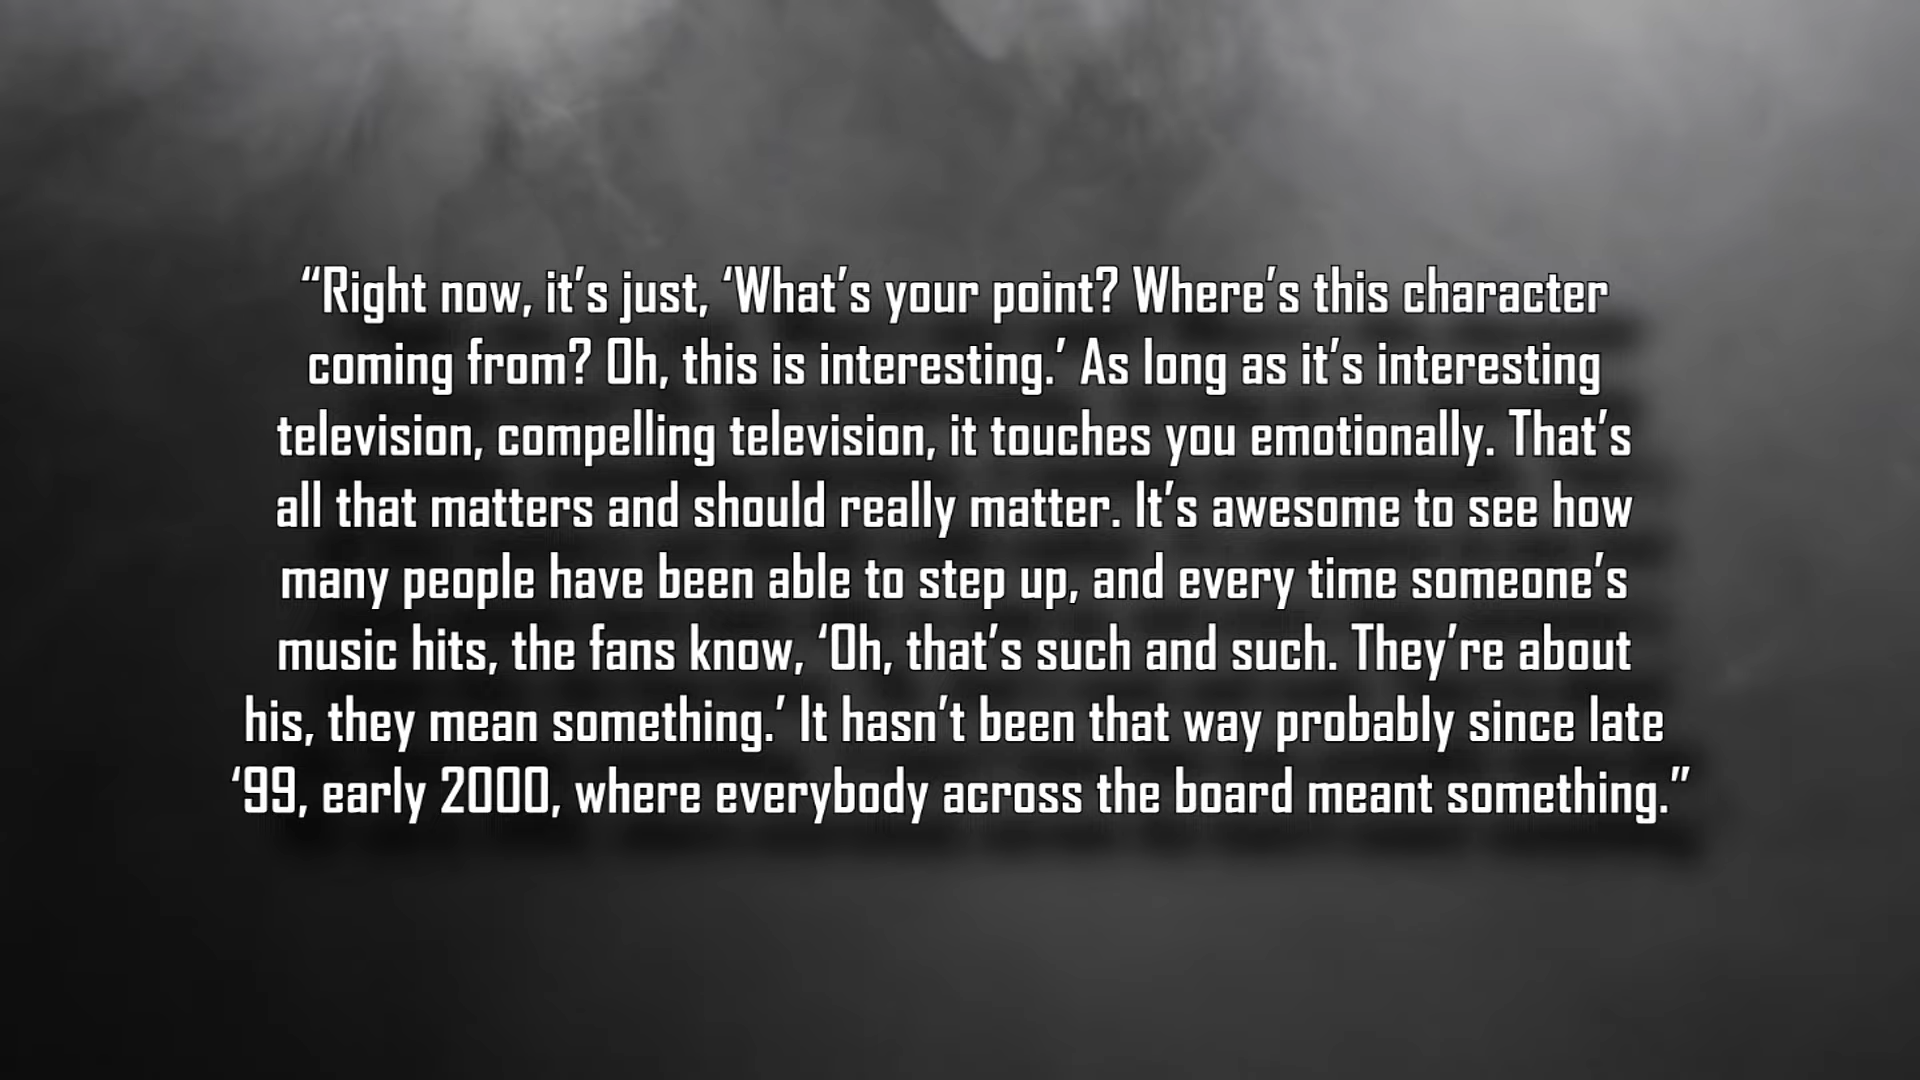 “Right now, it’s just, ‘What’s your point? Where’s this character
coming from? Oh, this is interesting.’ As long as it’s interesting
television, compelling television, it touches you emotionally. That’s
all that matters and should really matter. It’s awesome to see how
many people have been able to step up, and every time someone’s
music hits, the fans know, ‘Oh, that’s such and such. They’re about
his, they mean something.’ It hasn’t been that way probably since late
‘99, early 2000, where everybody across the board meant something.”